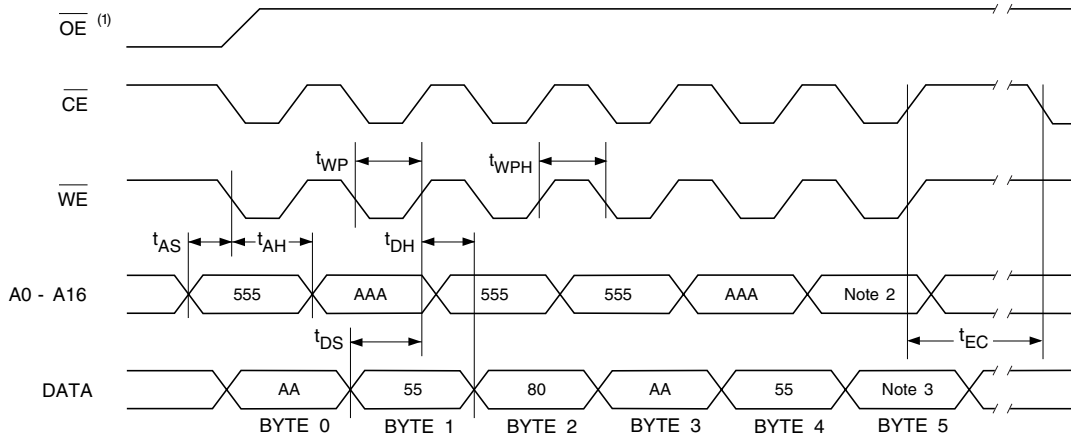 OE (1)
CE
tWP
tWPH
WE
tAS
tAH
tDH
A0 - A16
555
AAA
555
555
AAA
Note 2
tDS
tEC
DATA
AA
55
80
AA
55
Note 3
BYTE 0
BYTE 1
BYTE 2
BYTE 3
BYTE 4
BYTE 5